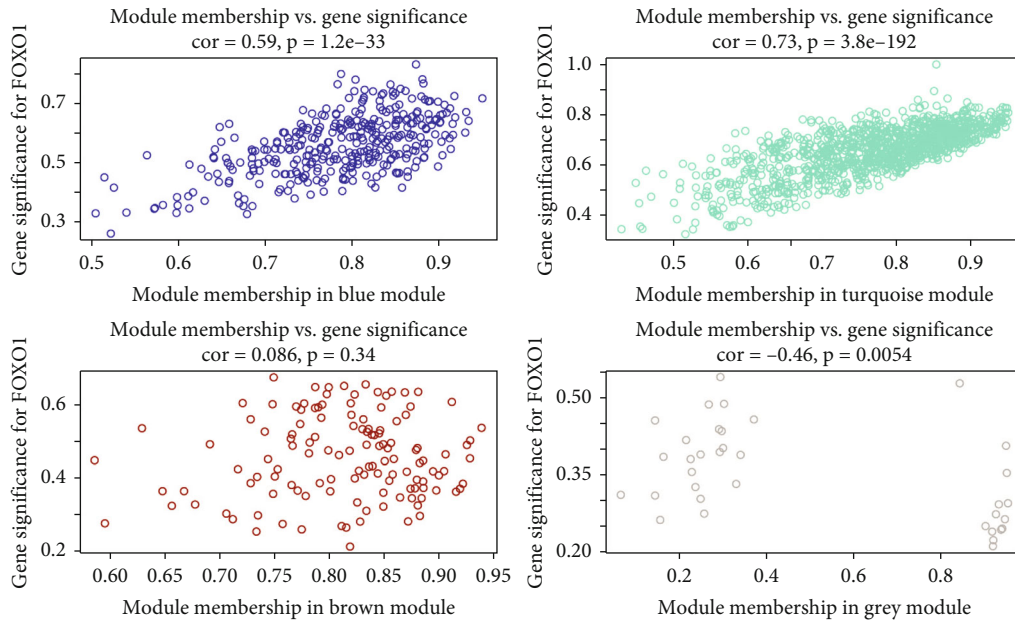 Module membership vs. gene significance
cor = 0.59, p = 1.2e–33
Gene significance for FOXO1
0.7
0.5
0.3
0.5 0.6 0.7 0.8 0.9
Module membership in blue module
Module membership vs. gene significance
cor = 0.73, p = 3.8e–192
Gene significance for FOXO1
1.0
0.8
0.6
0.4
0.5 0.6 0.7 0.8 0.9
Module membership in turquoise module
Module membership vs. gene significance
cor = 0.086, p = 0.34
Gene significance for FOXO1
0.6
0.4
0.2
0.60 0.65 0.70 0.75 0.80 0.85 0.90 0.95
Module membership in brown module
Module membership vs. gene significance
cor = –0.46, p = 0.0054
Gene significance for FOXO1
0.50
0.35
0.20
0.2 0.4 0.6 0.8
Module membership in grey module